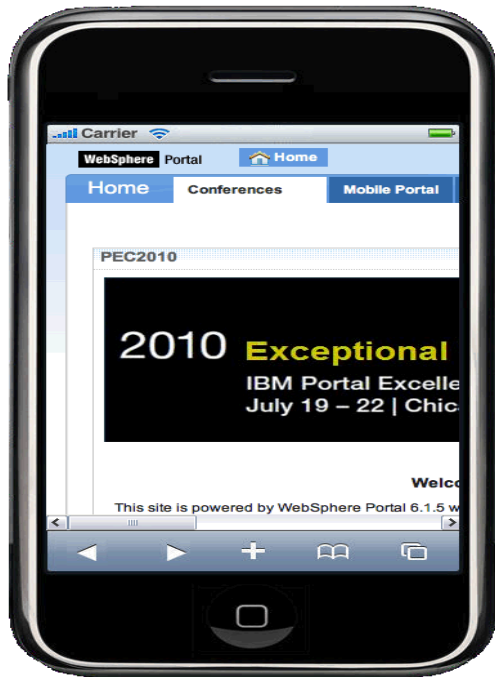 Carrier
WebSphere Portal Home
Home Conferences Mobile Portal
PEC2010
2010 Exceptional
IBM Portal Excelle
July 19 – 22 | Chic
Welc
This site is powered by WebSphere Portal 6.1.5 w